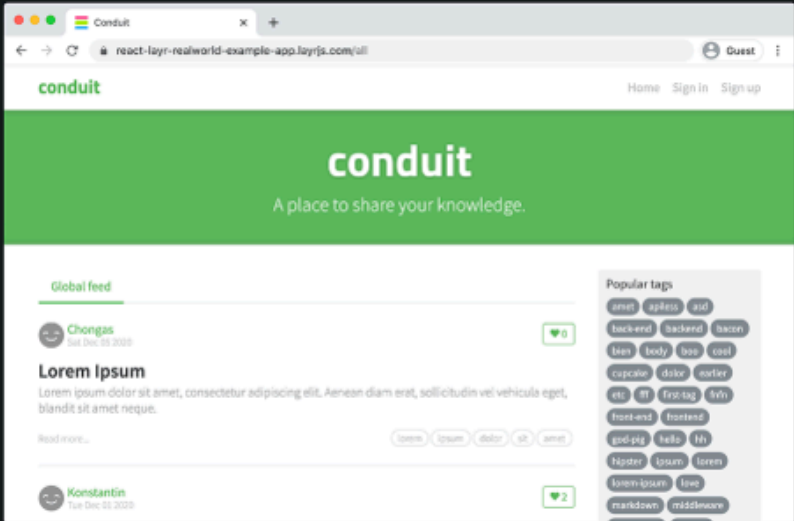 Conduit
react-layr-realworld-example-app.layrjs.com/all
Guest
conduit
Home Sign in Sign up
conduit
A place to share your knowledge.
Global feed
Chongas
Sat Dec 05 2020
0
Lorem Ipsum
Lorem ipsum dolor sit amet, consectetur adipiscing elit. Aenean diam erat, sollicitudin vel vehicula eget,
blandit sit amet neque.
Read more...
lorem ipsum dolor sit amet
Konstantin
Tue Dec 01 2020
2
Popular tags
amet apiless asd
back-end backend bacon
bien body boo cool
cupcake dolor earlier
etc fff first-tag
front-end frontend
god-pig hello hh
hipster ipsum lorem
lorem-ipsum love
markdown middleware